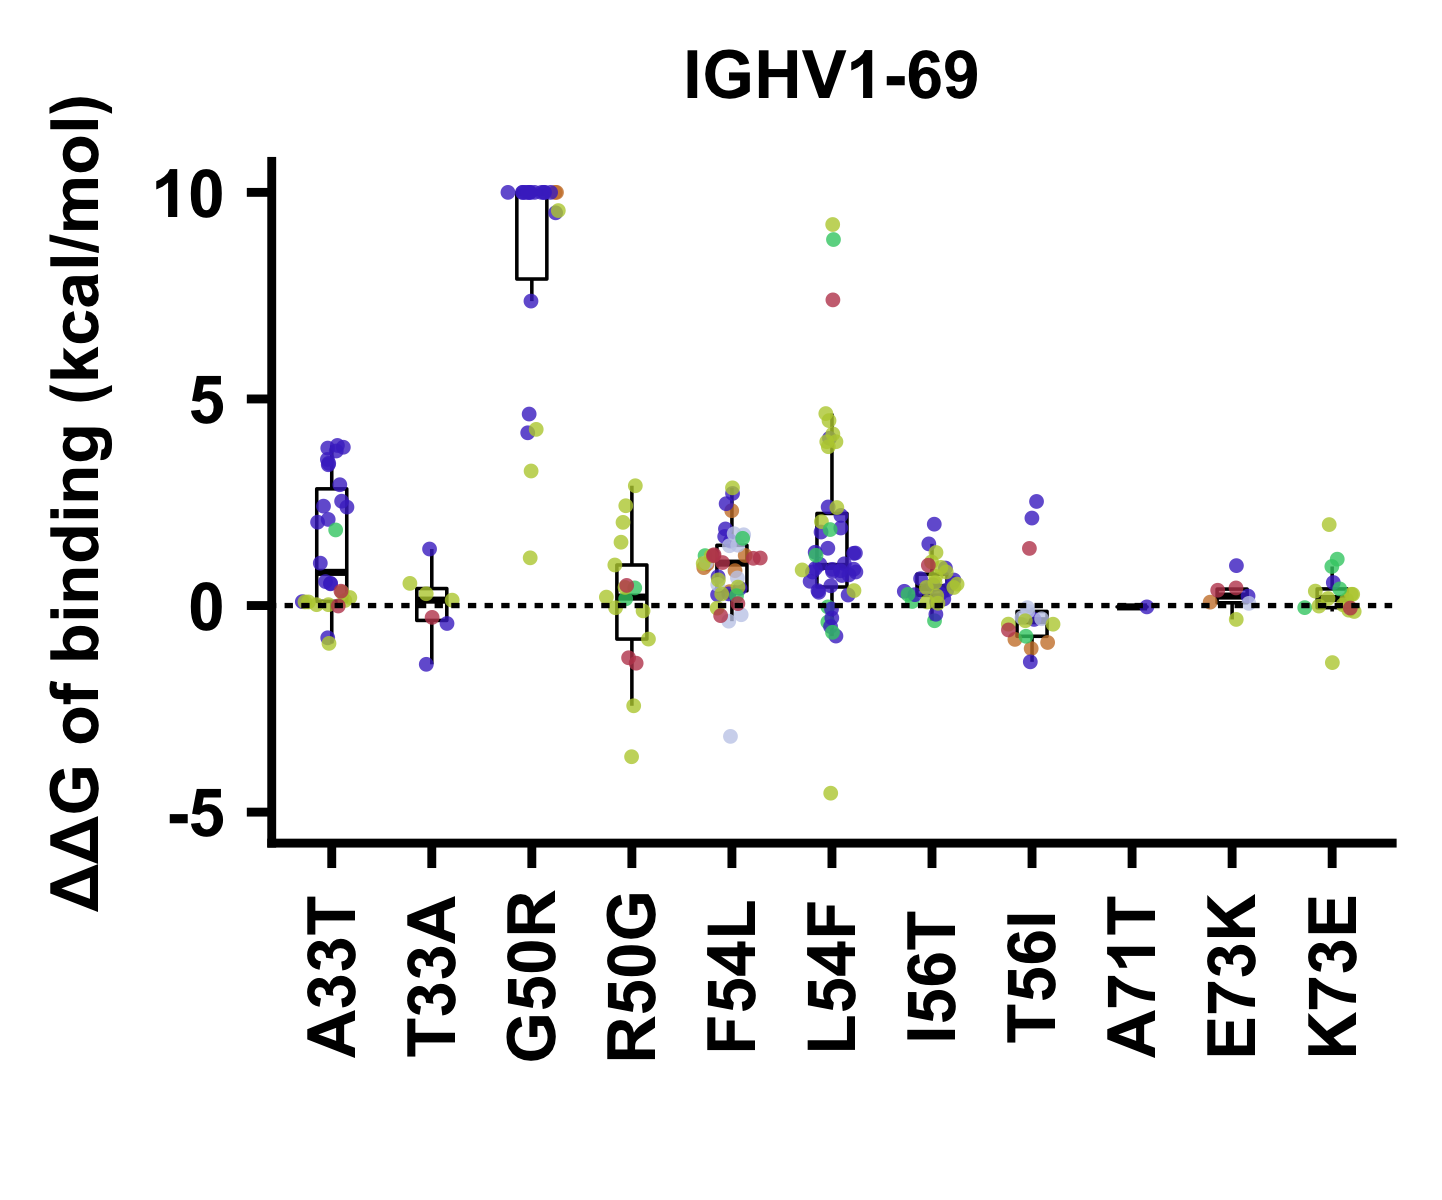 IGHV1-69
ΔΔG of binding (kcal/mol)
10
5
0
-5
A33T
T33A
G50R
R50G
F54L
L54F
I56T
T56I
A71T
E73K
K73E